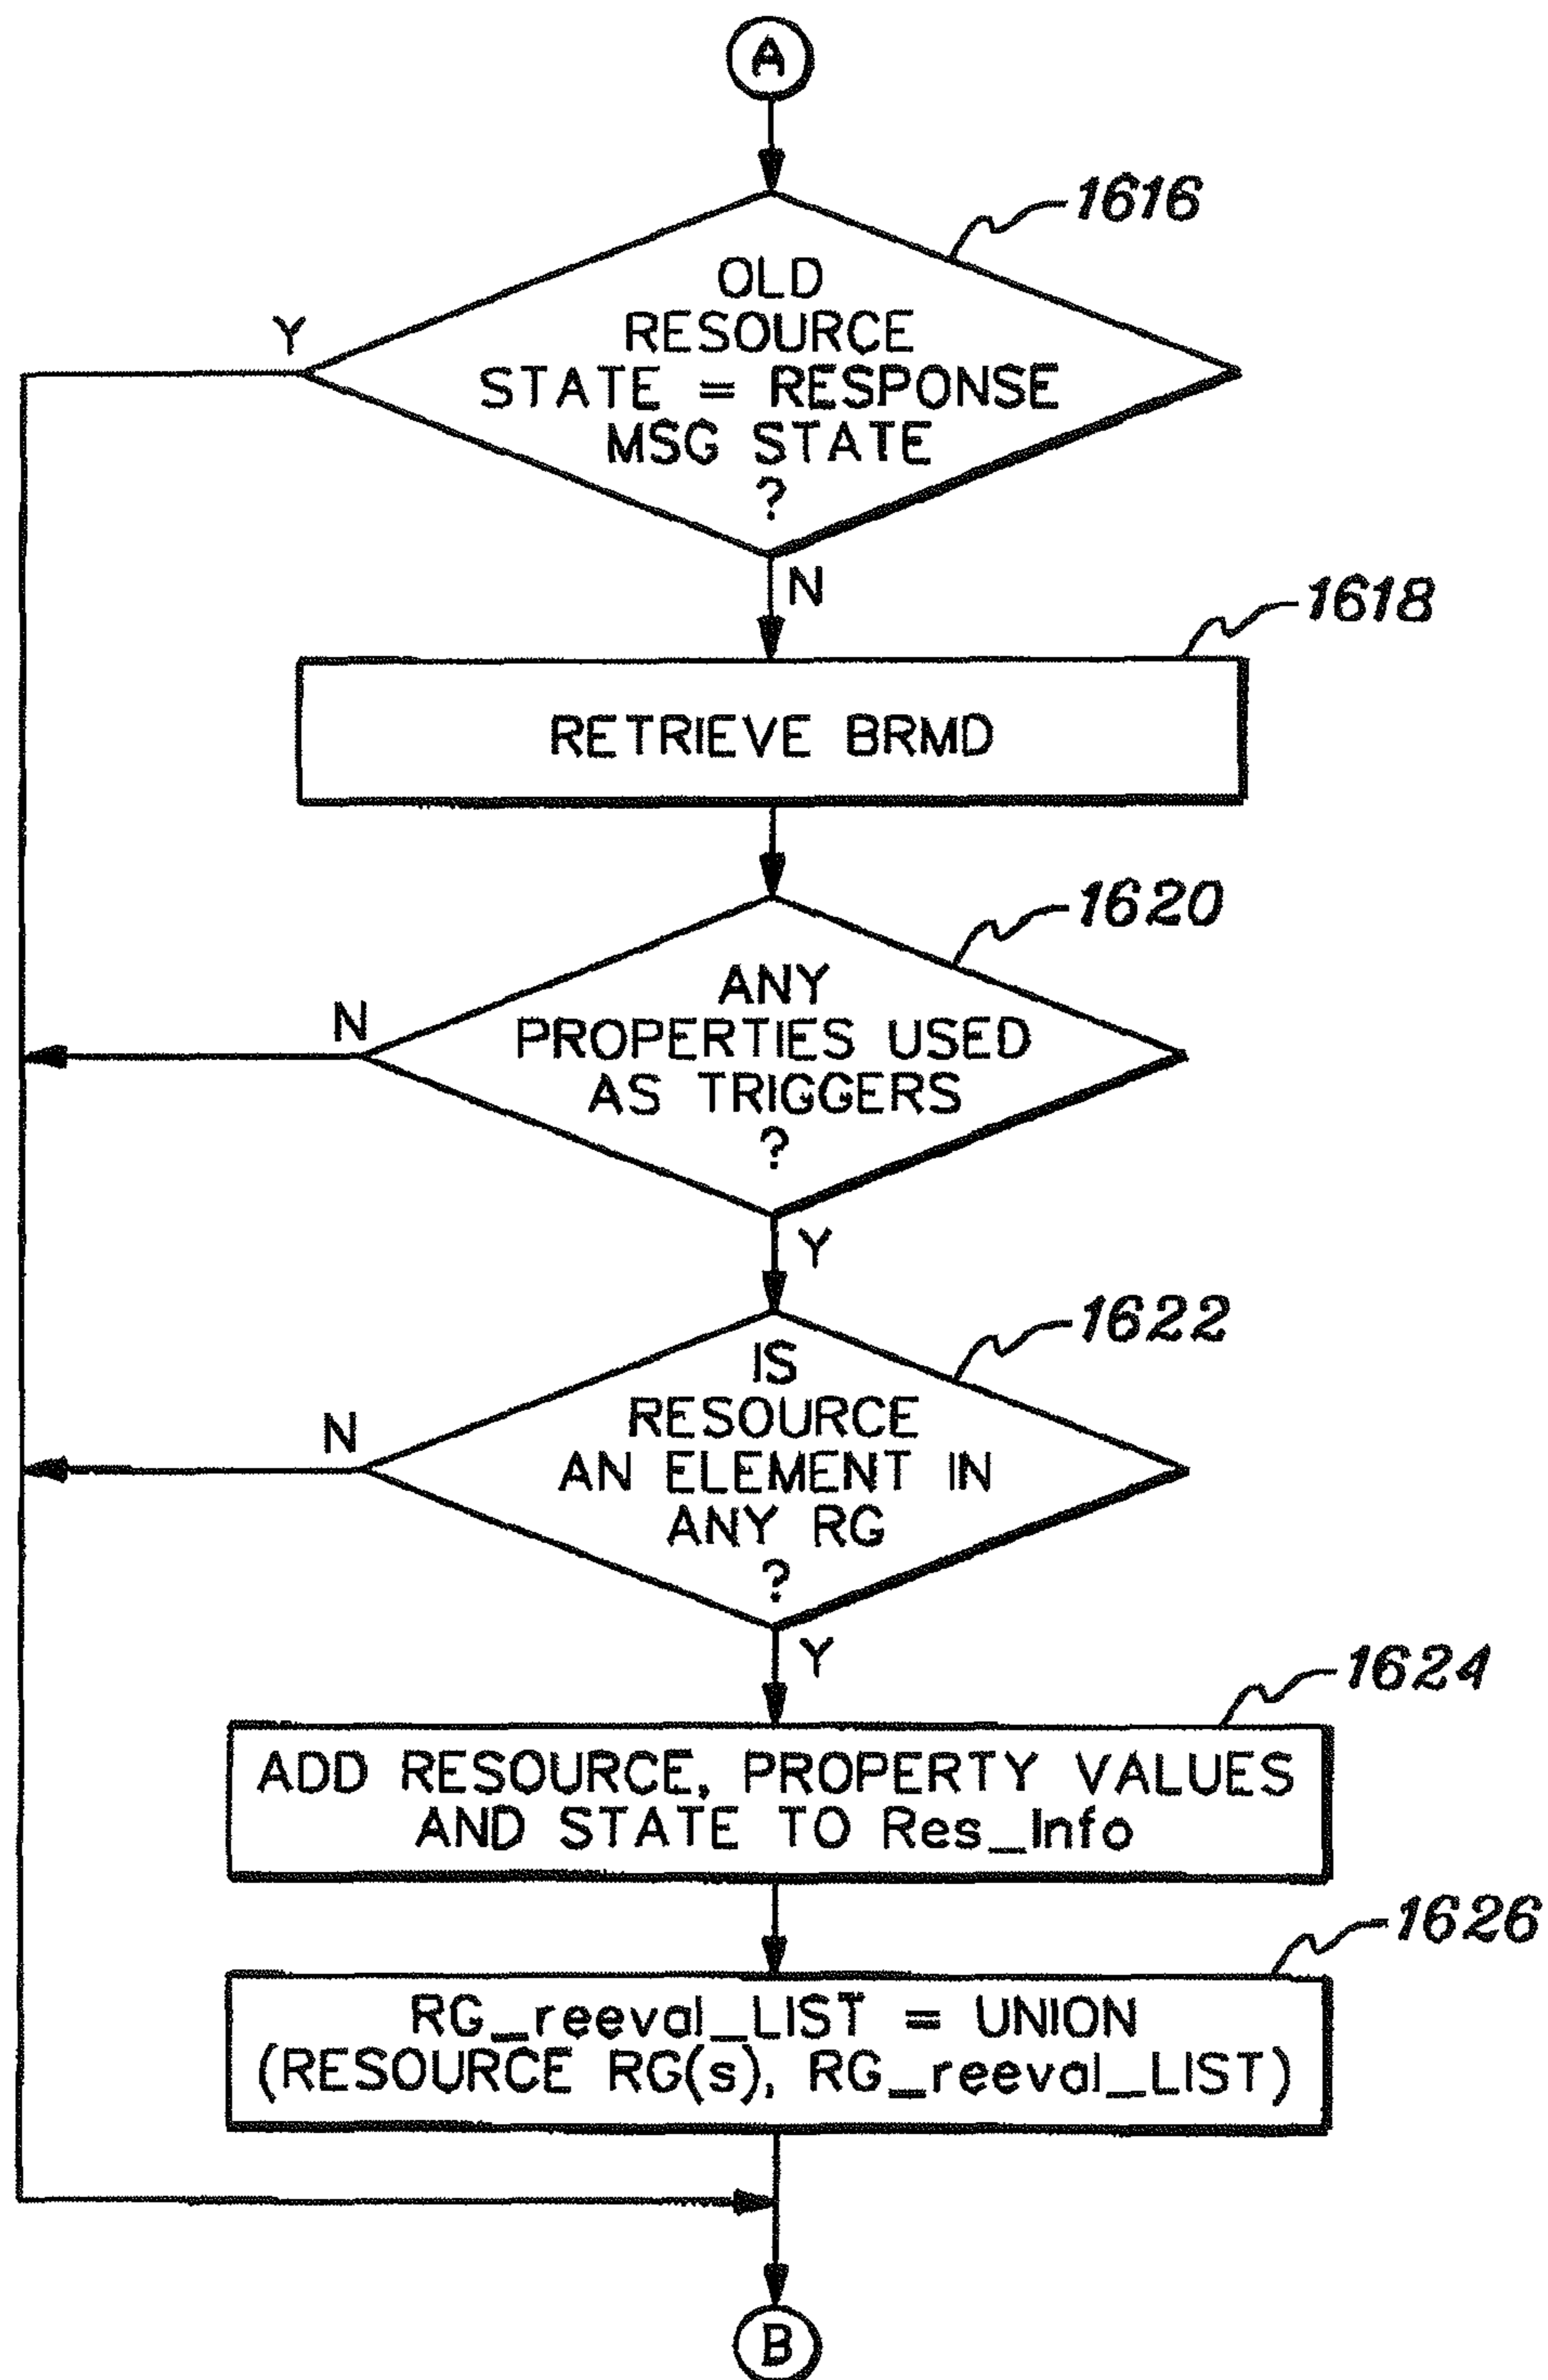 A
1616
OLD
RESOURCE
STATE = RESPONSE
MSG STATE
?
Y
N
1618
RETRIEVE BRMD
1620
ANY
PROPERTIES USED
AS TRIGGERS
?
N
Y
1622
IS
RESOURCE
AN ELEMENT IN
ANY RG
?
N
Y
1624
ADD RESOURCE, PROPERTY VALUES
AND STATE TO Res_Info
1626
RG_reeval_LIST = UNION
(RESOURCE RG(s), RG_reeval_LIST)
B